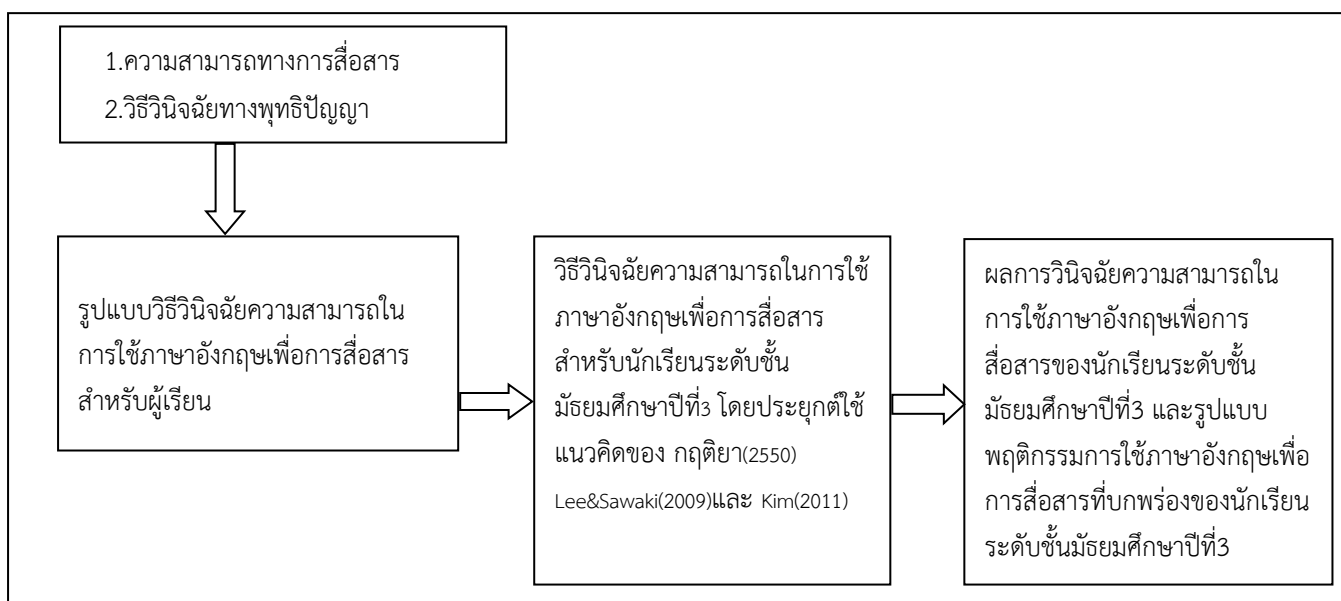 1.ความสามารถทางการสื่อสาร
2.วิธีวินิจฉัยทางพุทธิปัญญา
รูปแบบวิธีวินิจฉัยความสามารถใน
การใช้ภาษาอังกฤษเพื่อการสื่อสาร
สำหรับผู้เรียน
วิธีวินิจฉัยความสามารถในการใช้
ภาษาอังกฤษเพื่อการสื่อสาร
สำหรับนักเรียนระดับชั้น
มัธยมศึกษาปีที่3 โดยประยุกต์ใช้
แนวคิดของ กฤติยา(2550)
Lee&Sawaki(2009)และ Kim(2011)
ผลการวินิจฉัยความสามารถใน
การใช้ภาษาอังกฤษเพื่อการ
สื่อสารของนักเรียนระดับชั้น
มัธยมศึกษาปีที่3 และรูปแบบ
พฤติกรรมการใช้ภาษาอังกฤษเพื่อ
การสื่อสารที่บกพร่องของนักเรียน
ระดับชั้นมัธยมศึกษาปีที่3